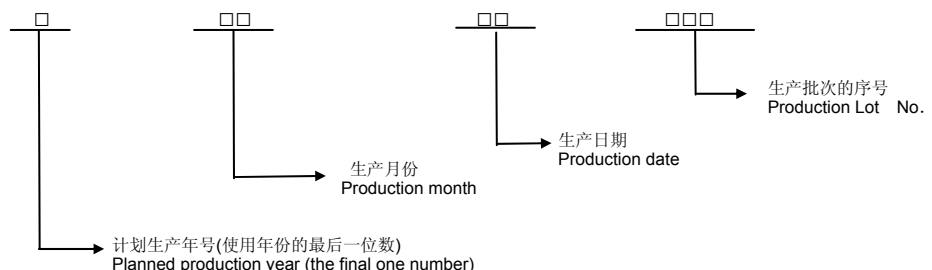 □ □□ □□ □□□
生产批次的序号
Production Lot No.
生产日期
Production date
生产月份
Production month
计划生产年号(使用年份的最后一位数)
Planned production year (the final one number)